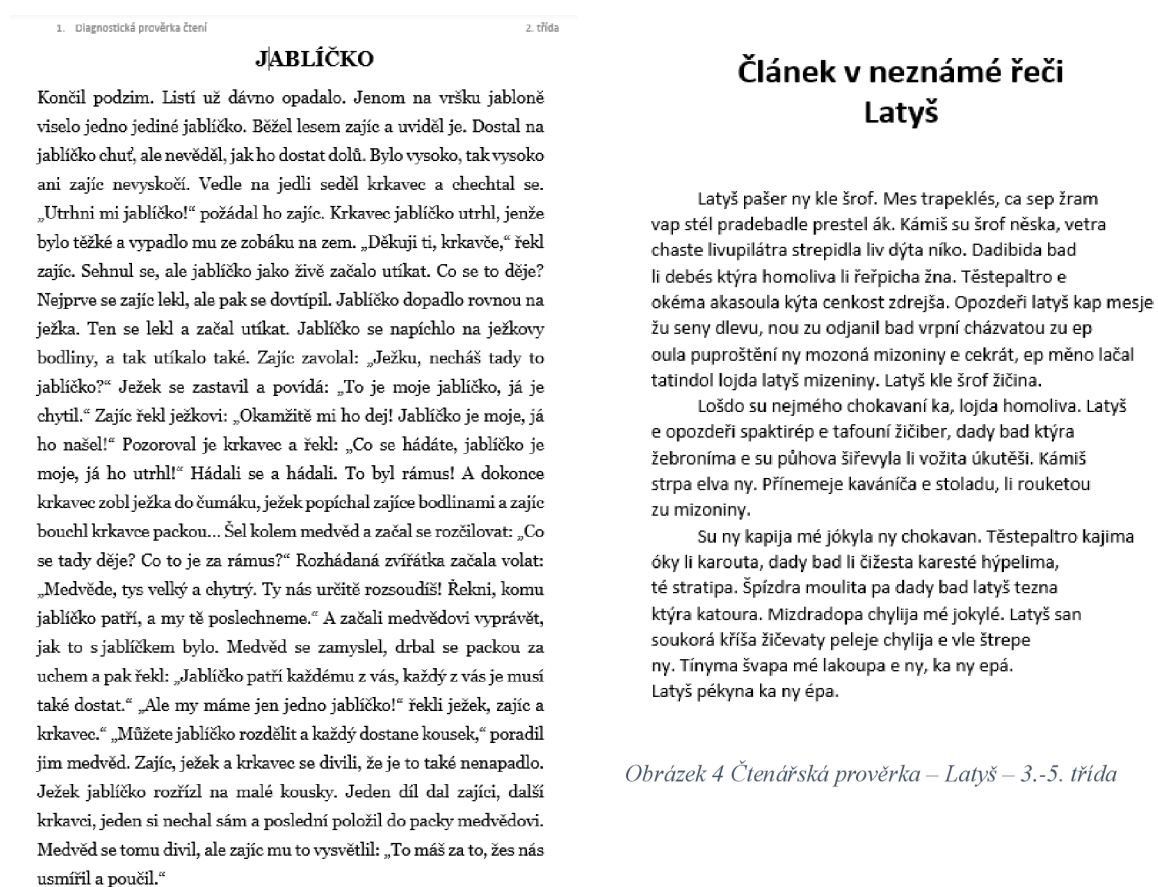 1. Diagnostická prověrka čtení 2. třída
JABLÍČKO
Končil podzim. Listí už dávno opadalo. Jenom na vršku jabloně
viselo jedno jediné jablíčko. Běžel lesem zajíc a uviděl je. Dostal na
jablíčko chuť, ale nevěděl, jak ho dostat dolů. Bylo vysoko, tak vysoko
ani zajíc nevyskočí. Vedle na jedli seděl krkavec a chechtal se.
„Utrhni mi jablíčko!“ požádal ho zajíc. Krkavec jablíčko utrhl, jenže
bylo těžké a vypadlo mu ze zobáku na zem. „Děkuji ti, krkavče,“ řekl
zajíc. Sehnul se, ale jablíčko jako živě začalo utíkat. Co se to děje?
Nejprve se zajíc lekl, ale pak se dovtípil. Jablíčko dopadlo rovnou na
ježka. Ten se lekl a začal utíkat. Jablíčko se napíchlo na ježkovy
bodliny, a tak utíkalo také. Zajíc zavolal: „Ježku, necháš tady to
jablíčko?“ Ježek se zastavil a povídá: „To je moje jablíčko, já je
chytil.“ Zajíc řekl ježkovi: „Okamžitě mi ho dej! Jablíčko je moje, já
ho našel!“ Pozoroval je krkavec a řekl: „Co se hádáte, jablíčko je
moje, já ho utrhl!“ Hádali se a hádali. To byl rámus! A dokonce
krkavec zobl ježka do čumáku, ježek popíchal zajíce bodlinami a zajíc
bouchl krkavce packou... Šel kolem medvěd a začal se rozčilovat: „Co
se tady děje? Co to je za rámus?“ Rozhádaná zvířátka začala volat:
„Medvěde, tys velký a chytrý. Ty nás určitě rozsoudíš! Řekni, komu
jablíčko patří, a my tě poslechneme.“ A začali medvědovi vyprávět,
jak to s jablíčkem bylo. Medvěd se zamyslel, drbal se packou za
uchem a pak řekl: „Jablíčko patří každému z vás, každý z vás je musí
také dostat.“ „Ale my máme jen jedno jablíčko!“ řekli ježek, zajíc a
krkavec.“ „Můžete jablíčko rozdělit a každý dostane kousek,“ poradil
jim medvěd. Zajíc, ježek a krkavec se divili, že je to také nenapadlo.
Ježek jablíčko rozřízl na malé kousky. Jeden díl dal zajíci, další
krkavci, jeden si nechal sám a poslední položil do packy medvědovi.
Medvěd se tomu divil, ale zajíc mu to vysvětlil: „To máš za to, žes nás
usmířil a poučil.“
Článek v neznámé řeči
Latyš
Latyš pašer ny kle šrof. Mes trapeklés, ca sep žram
vap stél pradebadle prestel ák. Kámiš su šrof něska, vetra
chaste livupilátra strepidla liv dýta níko. Dadibida bad
li debés ktýra homoliva li řeřpicha žna. Těstepaltro e
okéma akasoula kýta cenkost zdrejša. Opozdeři latyš kap mesje
žu seny dlevu, nou zu odjanil bad vrpní cházvatou zu ep
oula puproštění ny mozoná mizoniny e cekrát, ep měno lačal
tatindol lojda latyš mizeniny. Latyš kle šrof žičina.
Lošdo su nejmého chokavaní ka, lojda homoliva. Latyš
e opozdeři spaktirép e tafouní žičiber, dady bad ktýra
žebroníma e su půhova šiřevyla li vožita úkutěši. Kámiš
strpa elva ny. Přínemeje kaváníča e stoladu, li rouketou
zu mizoniny.
Su ny kapija mé jókyla ny chokavan. Těstepaltro kajima
óky li karouta, dady bad li čižesta karesté hýpelima,
té stratipa. Špízdra moulita pa dady bad latyš tezna
ktýra katoura. Mizdradopa chylija mé jokylé. Latyš san
soukorá kříša žičevaty peleje chylija e vle štrepe
ny. Tínyma švapa mé lakoupa e ny, ka ny epá.
Latyš pékyna ka ny épa.
Obrázek 4 Čtenářská prověrka – Latyš – 3.-5. třída